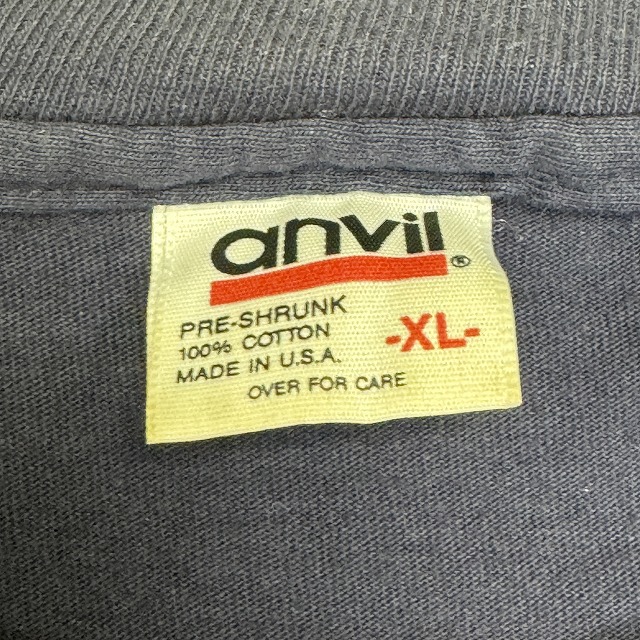 anvil®
PRE-SHRUNK
100% COTTON
MADE IN U.S.A.
-XL-
OVER FOR CARE